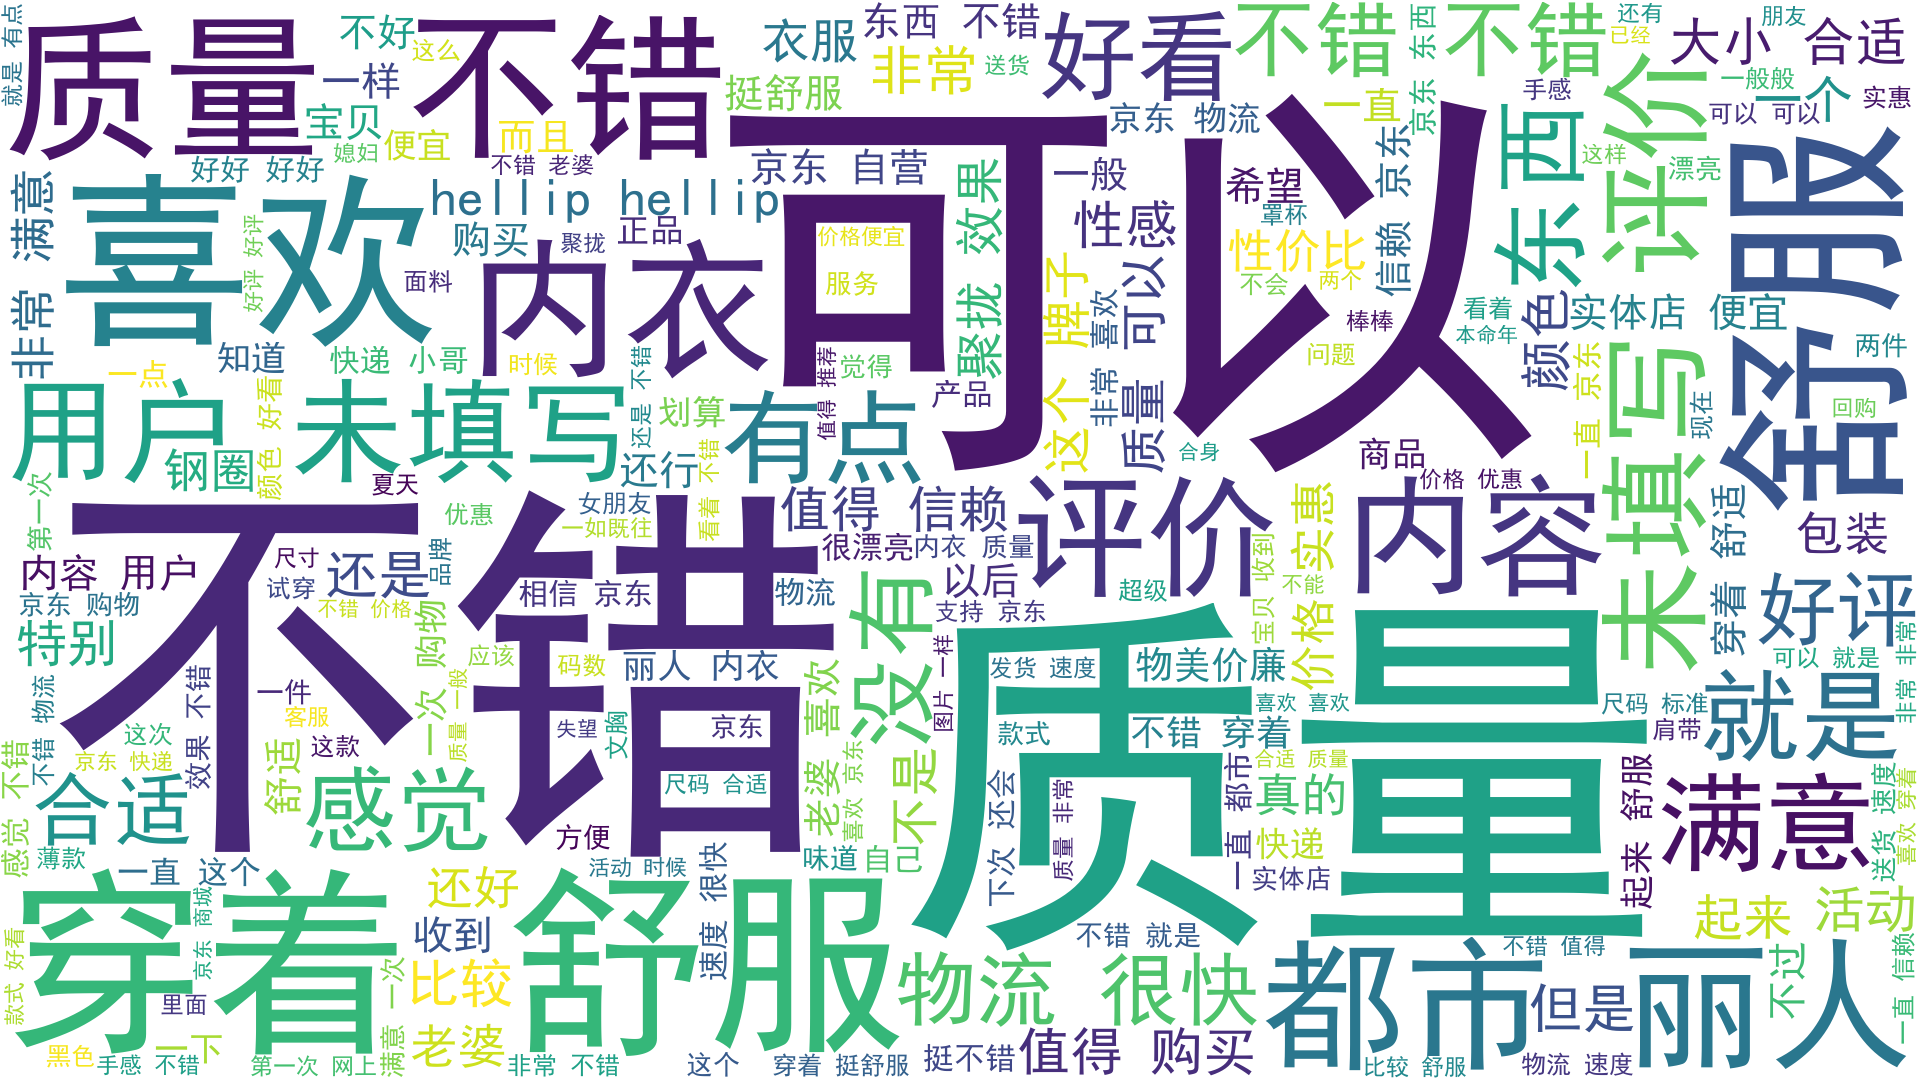 质量 不错
可以
不错
质量
喜欢
内衣
舒服
穿着 舒服
都市 丽人
用户 未填写
评价 内容
评价 未填写
东西
好看
不错 不错
有点
没有
就是
满意
感觉
合适
物流 很快
好评
hellip hellip
值得 信赖
值得 购买
聚拢 效果
这个 牌子
京东 自营
京东 物流
东西 不错
衣服
非常
挺舒服
不好
这么
一样
宝贝
便宜
而且
媳妇
好好 好好
不错 老婆
购买
正品
聚拢
面料
好评 好评
非常 满意
就是 有点
送货
一般
一直
希望
性感
性价比
罩杯
不会
两个
信赖 京东
京东 东西
还有
已经
朋友
大小 合适
一般般
一个
手感
实惠
可以 可以
这样
漂亮
价格便宜
服务
可以
非常 喜欢
质量
颜色
实体店 便宜
看着
本命年
棒棒
问题
两件
一直 京东
现在
回购
知道
快递 小哥
时候
一点
觉得
值得 推荐
产品
还是 不错
划算
还行
看着 不错
钢圈
颜色 好看
夏天
优惠
女朋友
一如既往
第一次
很漂亮
内衣 质量
合身
商品
价格 优惠
价格 实惠
宝贝 收到
不能
舒适
穿着
包装
内容 用户
尺寸
试穿
还是
品牌
相信 京东
物流
以后
超级
支持 京东
京东 购物
不错 价格
特别
一次 购物
应该
码数
丽人 内衣
发货 速度
物美价廉
可以 就是
非常 非常
图片 一样
质量 一般
一件
客服
这款
这次
京东 快递
不错 物流
效果 不错
舒适
失望
文胸
京东
老婆 喜欢
喜欢 京东
不是
款式
不错 穿着
喜欢 喜欢
尺码 标准
肩带
合适 质量
真的
一直 都市
快递
下次 还会
质量 非常
起来 舒服
送货 速度
喜欢 穿着
感觉 不错
薄款
一直 这个
方便
尺码 合适
活动 时候
味道
自己
很快
速度
实体店
还好
收到
比较
老婆
京东 商城
款式 好看
里面
黑色
一下
手感 不错
第一次 网上
满意 一次
非常 不错
这个
穿着 挺舒服
挺不错
不错 就是
不错 值得
起来
活动
不过
但是
一直 信赖
比较 舒服
物流 速度